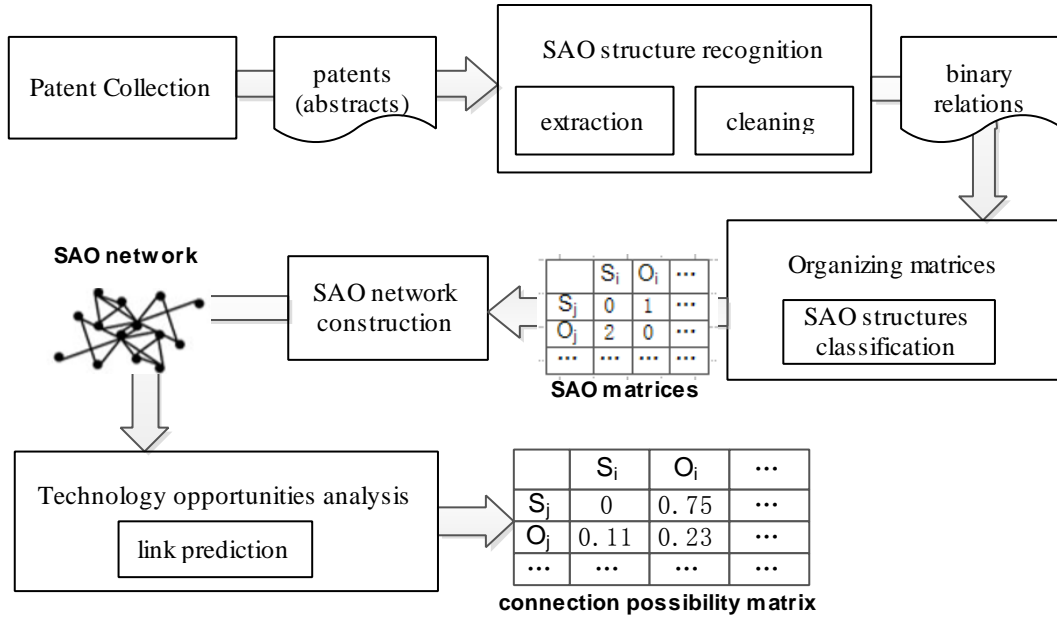 Patent Collection
patents
(abstracts)
SAO structure recognition
extraction
cleaning
binary
relations
Organizing matrices
SAO structures
classification
S_i O_i ...
S_j 0 1 ...
O_j 2 0 ...
... ... ... ...
SAO matrices
SAO network
construction
SAO network
Technology opportunities analysis
link prediction
S_i O_i ...
S_j 0 0.75 ...
O_j 0.11 0.23 ...
... ... ... ...
connection possibility matrix